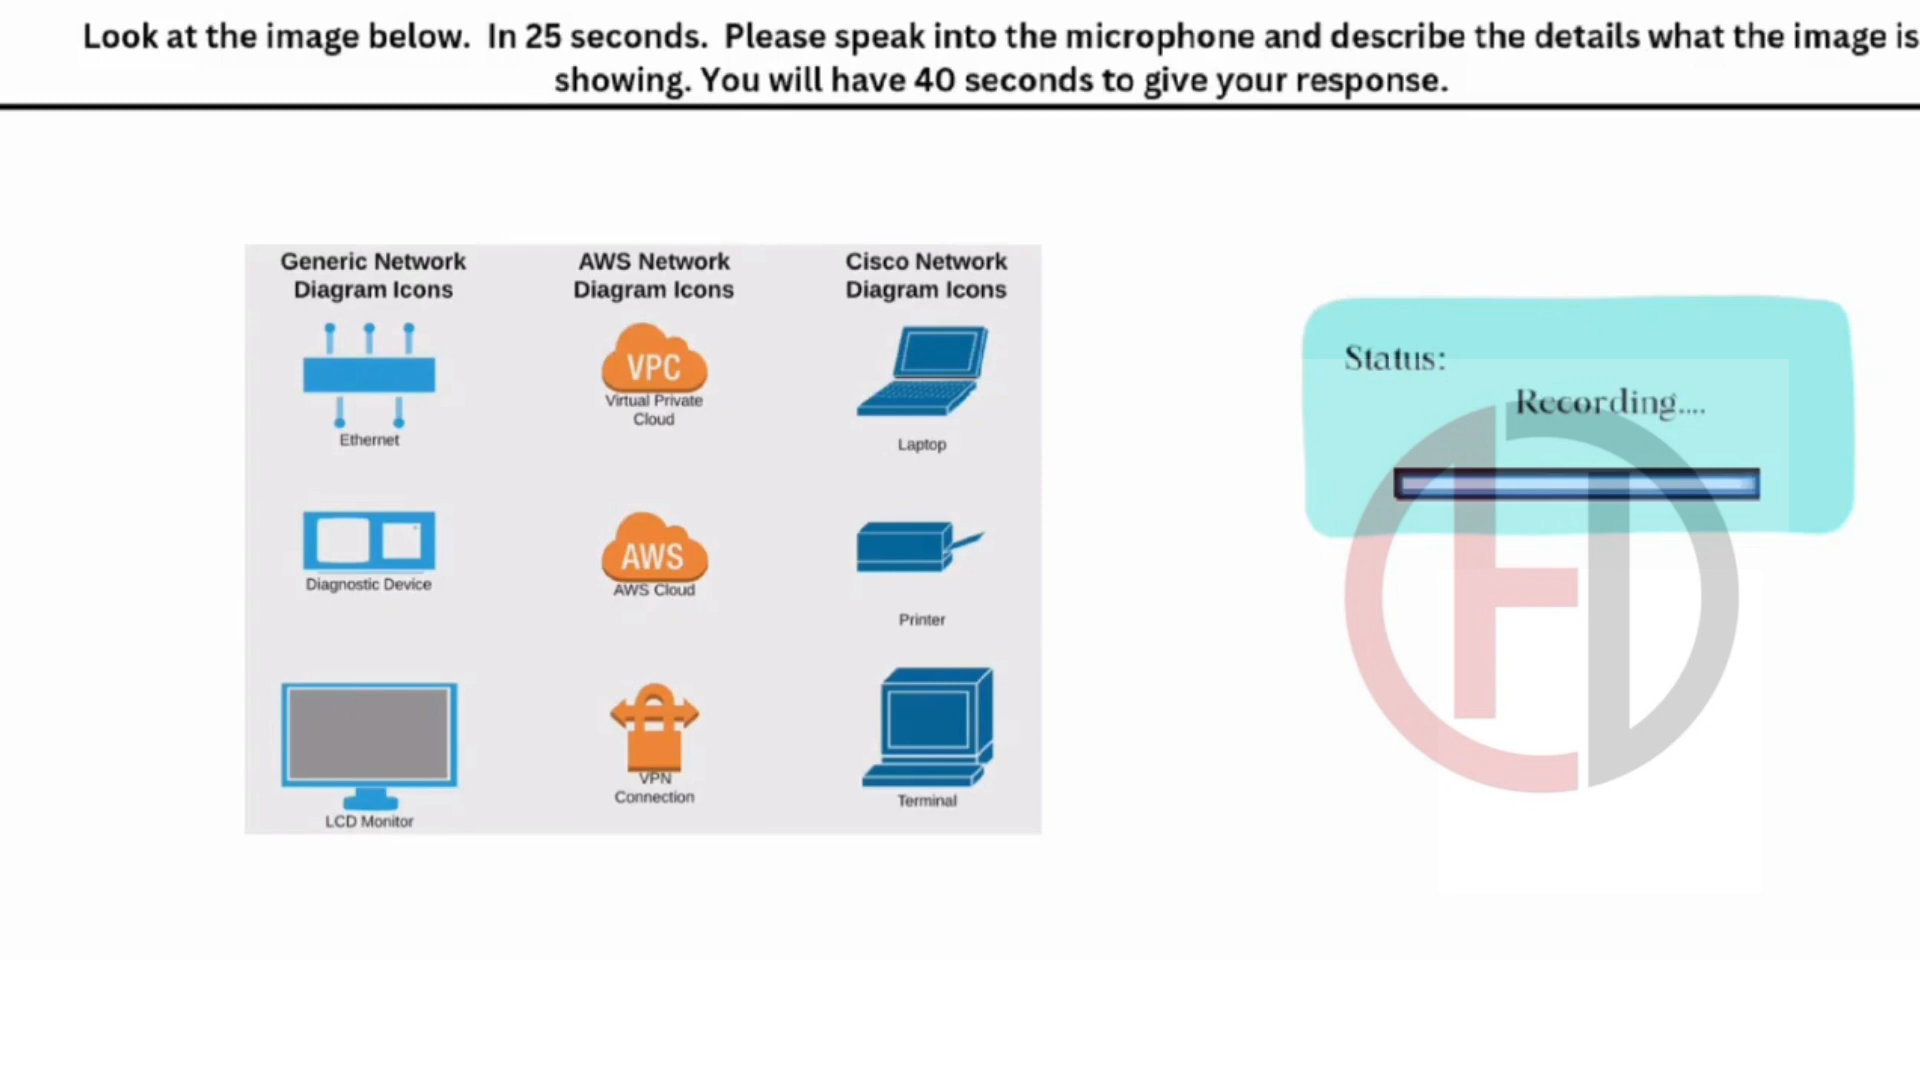 Look at the image below.  In 25 seconds.  Please speak into the microphone and describe the details what the image is
showing. You will have 40 seconds to give your response.
Generic Network
Diagram Icons
Ethernet
Diagnostic Device
LCD Monitor
AWS Network
Diagram Icons
VPC
Virtual Private
Cloud
AWS
AWS Cloud
VPN
Connection
Cisco Network
Diagram Icons
Laptop
Printer
Terminal
Status:
Recording....